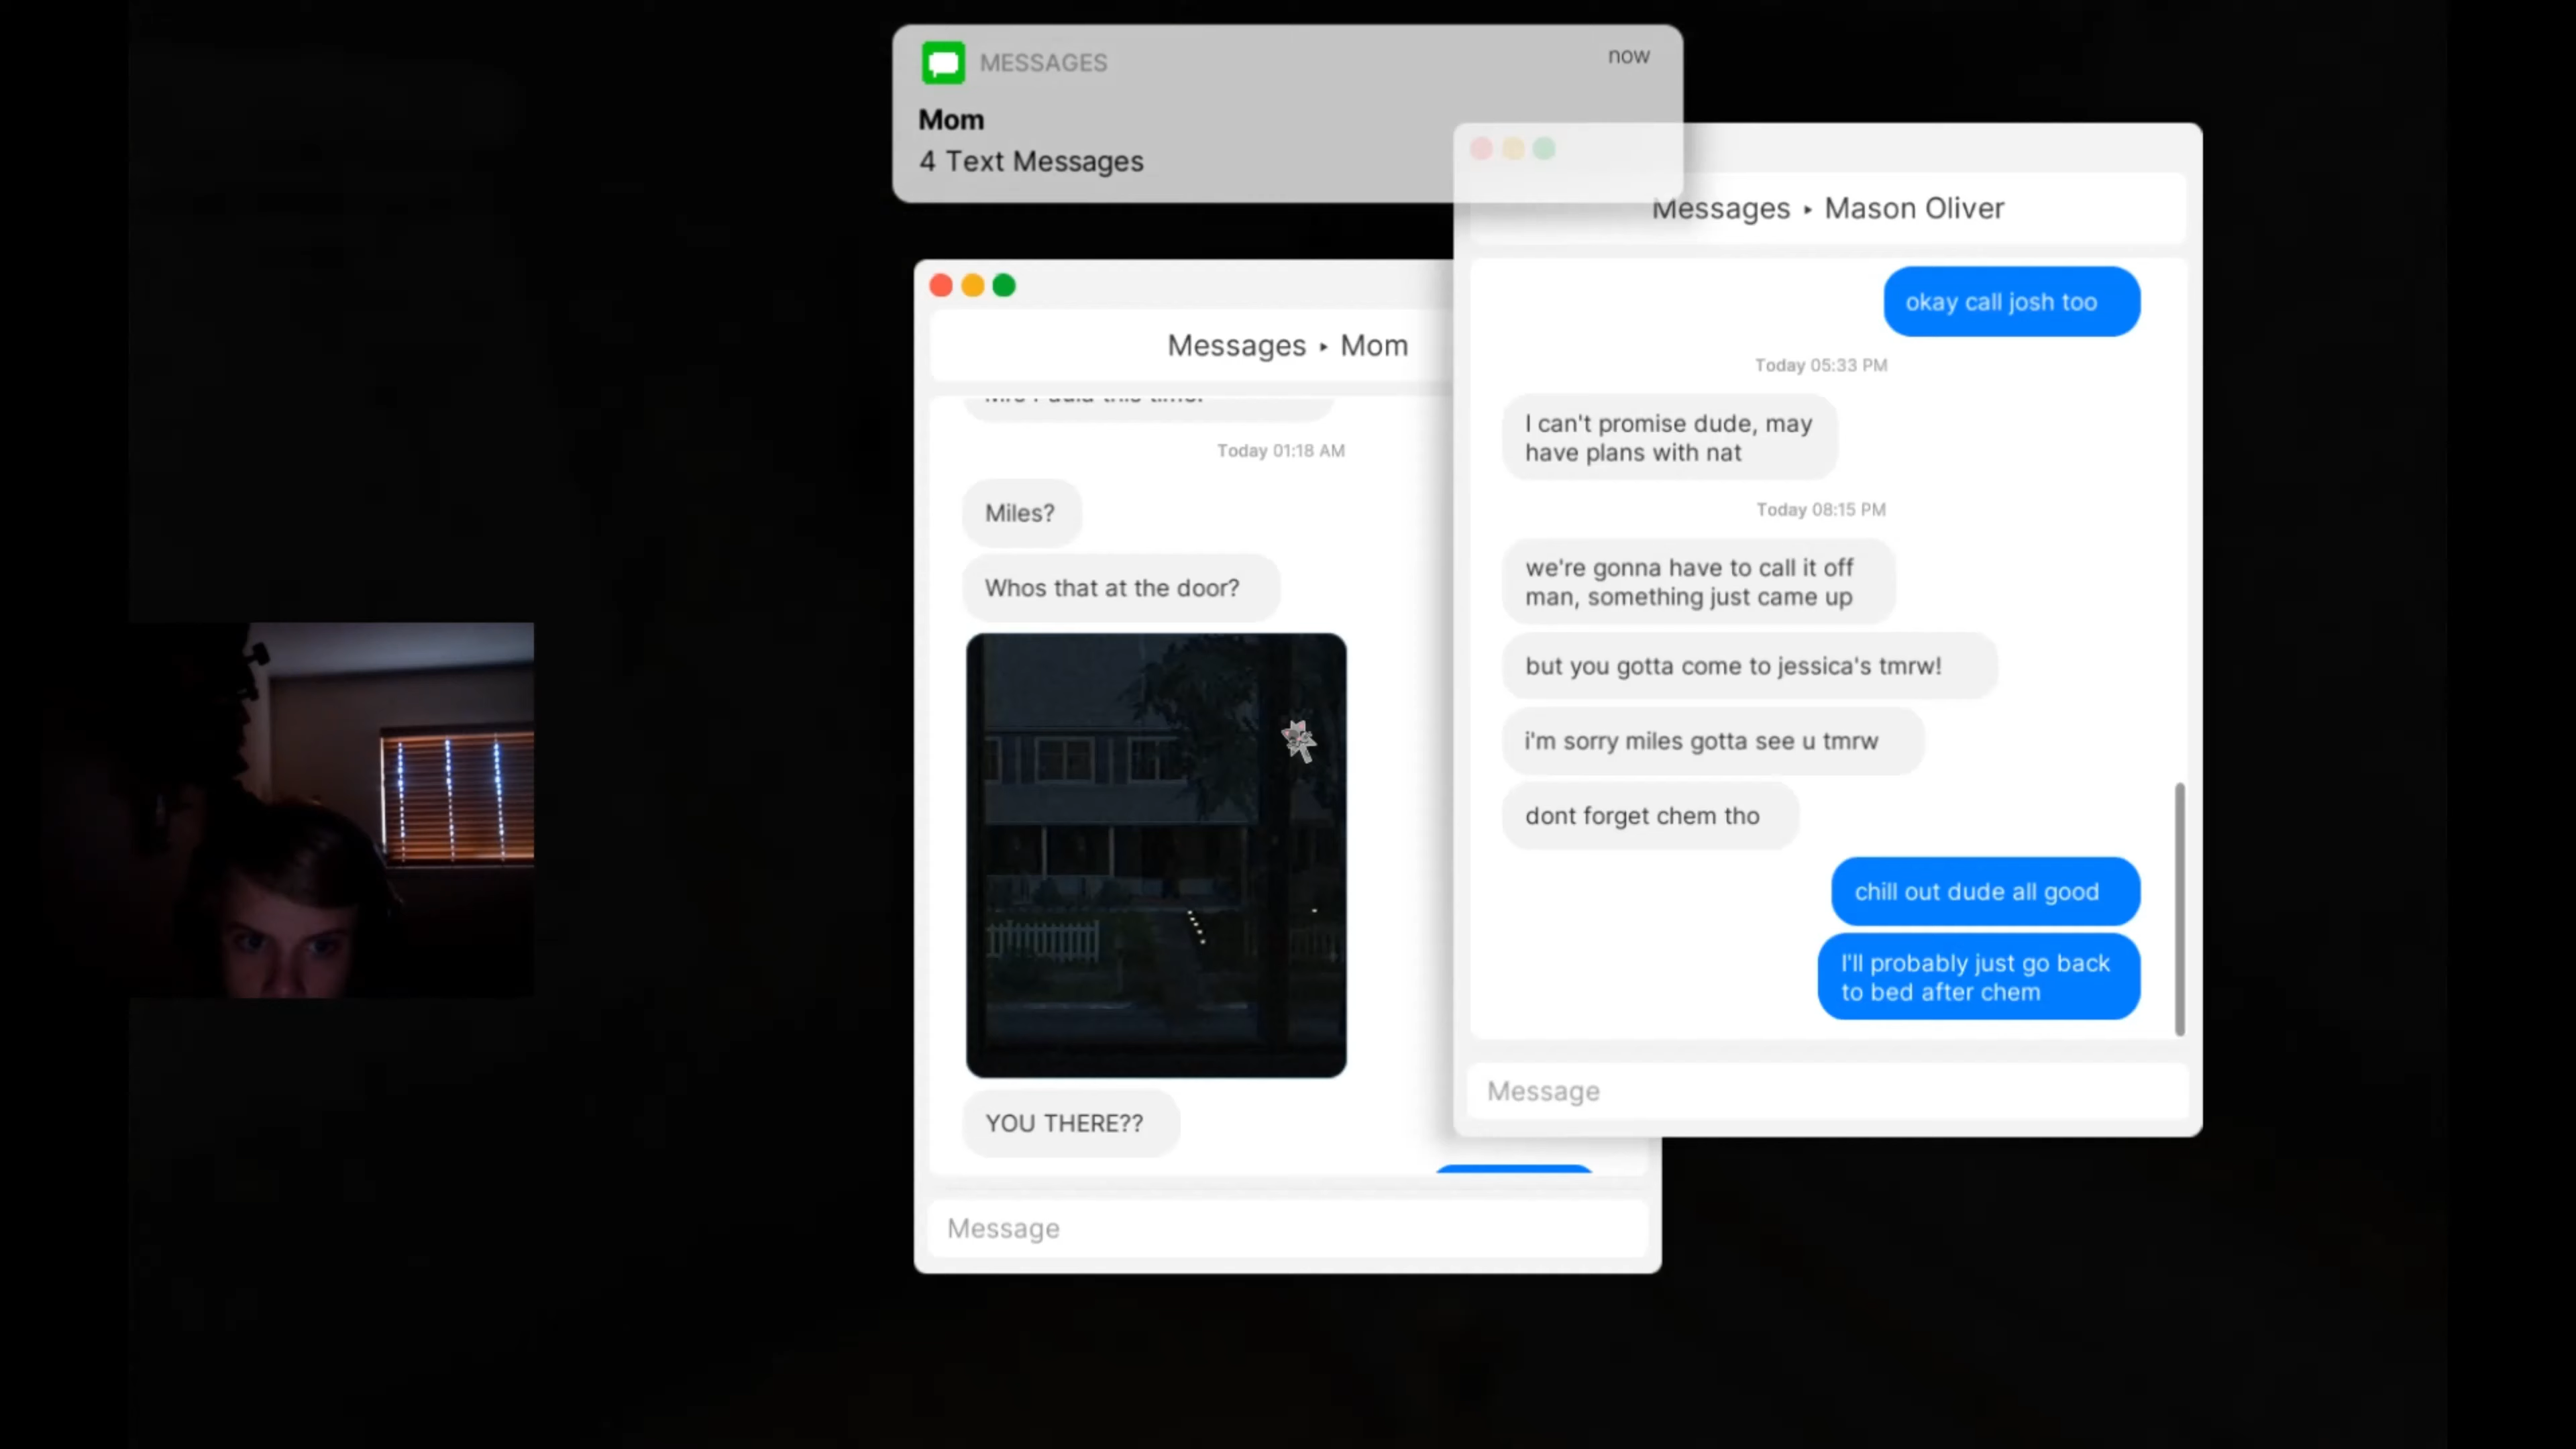 MESSAGES
now
Mom
4 Text Messages
Messages ▸ Mom
Today 01:18 AM
Miles?
Whos that at the door?
YOU THERE??
Message
Messages ▸ Mason Oliver
okay call josh too
Today 05:33 PM
I can't promise dude, may
have plans with nat
Today 08:15 PM
we're gonna have to call it off
man, something just came up
but you gotta come to jessica's tmrw!
i'm sorry miles gotta see u tmrw
dont forget chem tho
chill out dude all good
I'll probably just go back
to bed after chem
Message